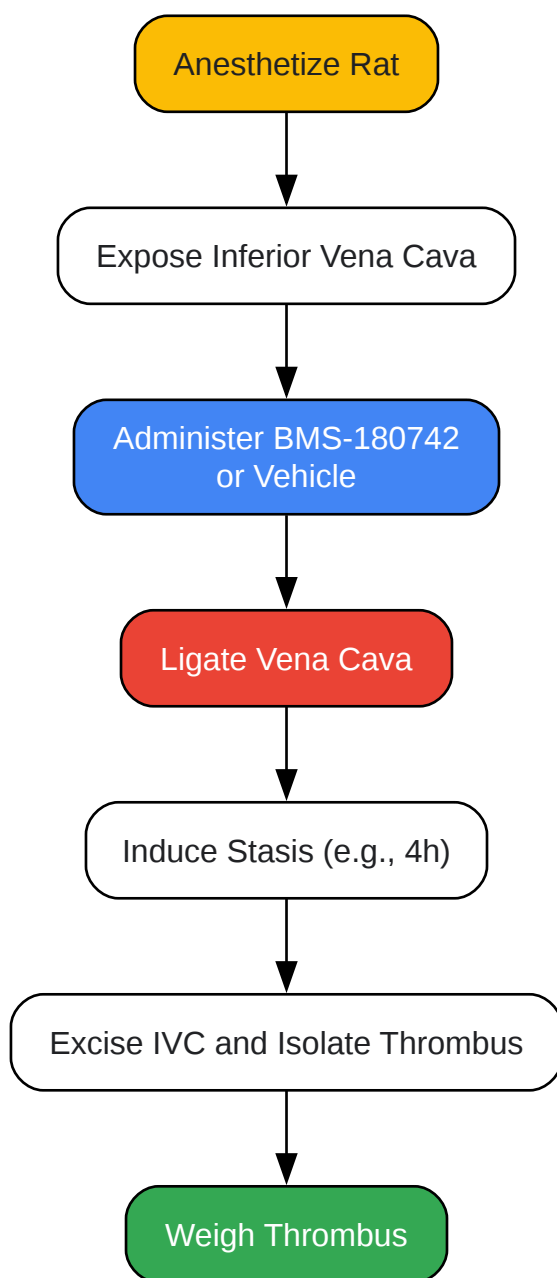 Anesthetize Rat
Expose Inferior Vena Cava
Administer BMS-180742
or Vehicle
Ligate Vena Cava
Induce Stasis (e.g., 4h)
Excise IVC and Isolate Thrombus
Weigh Thrombus